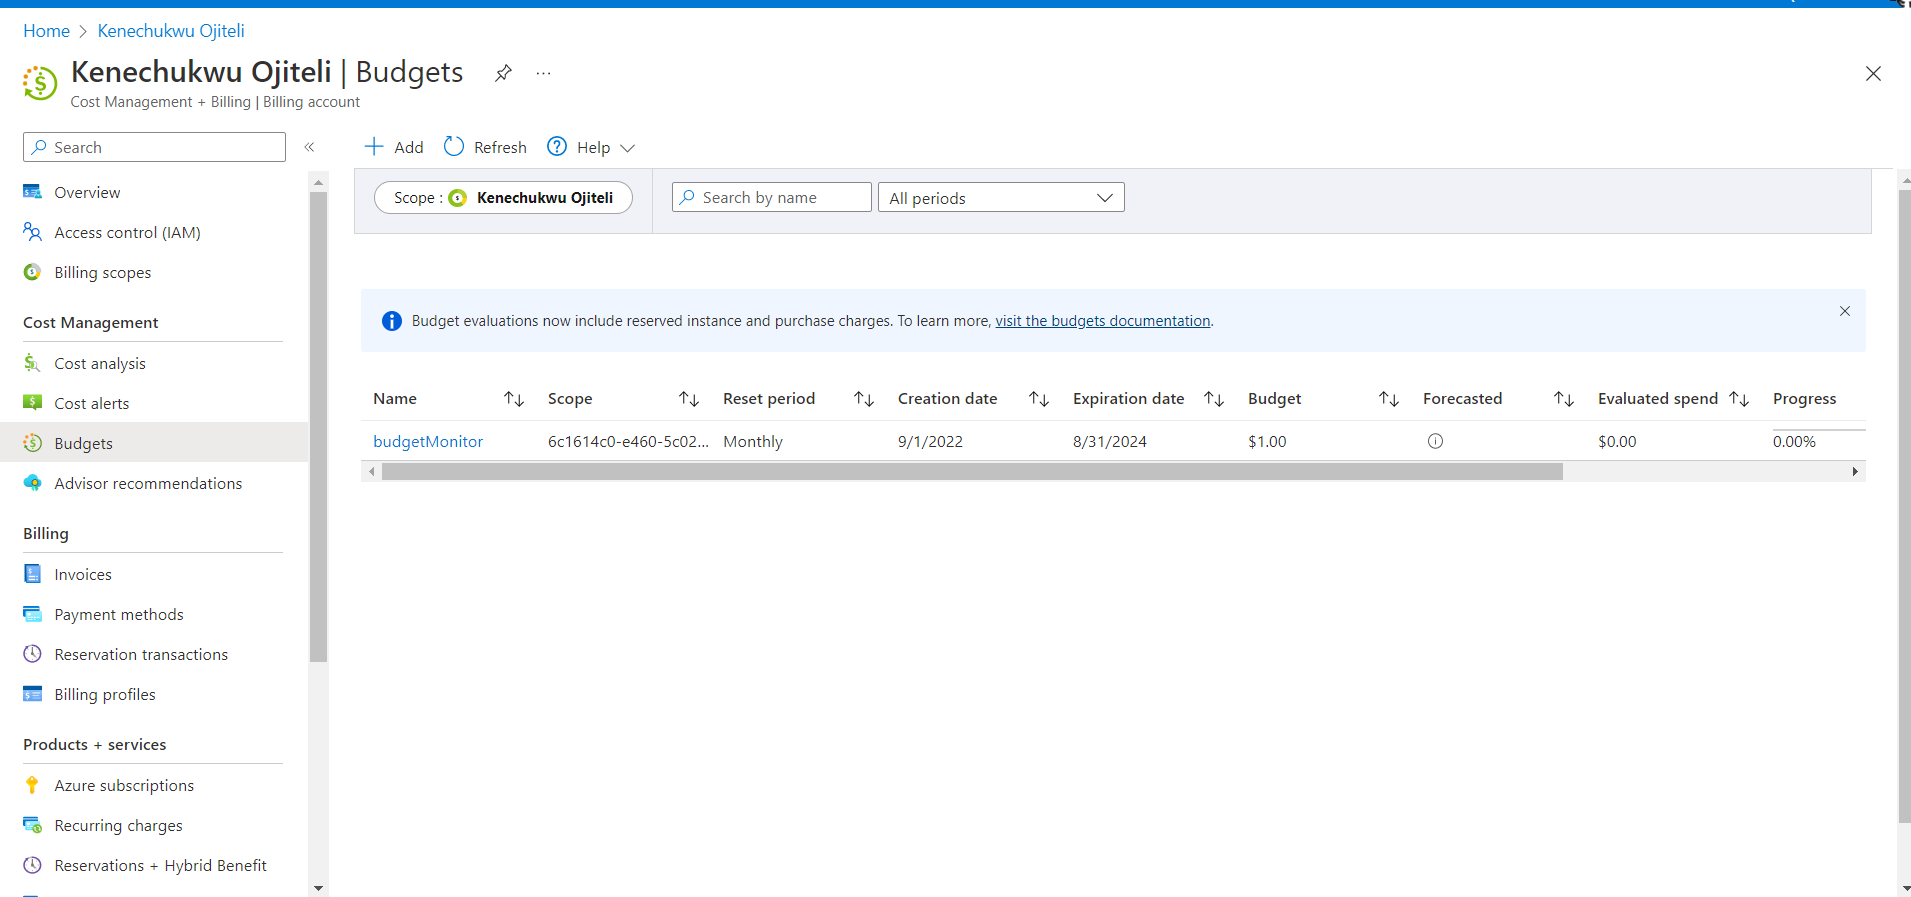 Home > Kenechukwu Ojiteli
Kenechukwu Ojiteli | Budgets ...
Cost Management + Billing | Billing account
Search «
Overview
Access control (IAM)
Billing scopes
Cost Management
Cost analysis
Cost alerts
Budgets
Advisor recommendations
Billing
Invoices
Payment methods
Reservation transactions
Billing profiles
Products + services
Azure subscriptions
Recurring charges
Reservations + Hybrid Benefit
+ Add Refresh Help
Scope : Kenechukwu Ojiteli Search by name All periods
Budget evaluations now include reserved instance and purchase charges. To learn more, visit the budgets documentation.
Name Scope Reset period Creation date Expiration date Budget Forecasted Evaluated spend Progress
budgetMonitor 6c1614c0-e460-5c02... Monthly 9/1/2022 8/31/2024 $1.00 $0.00 0.00%